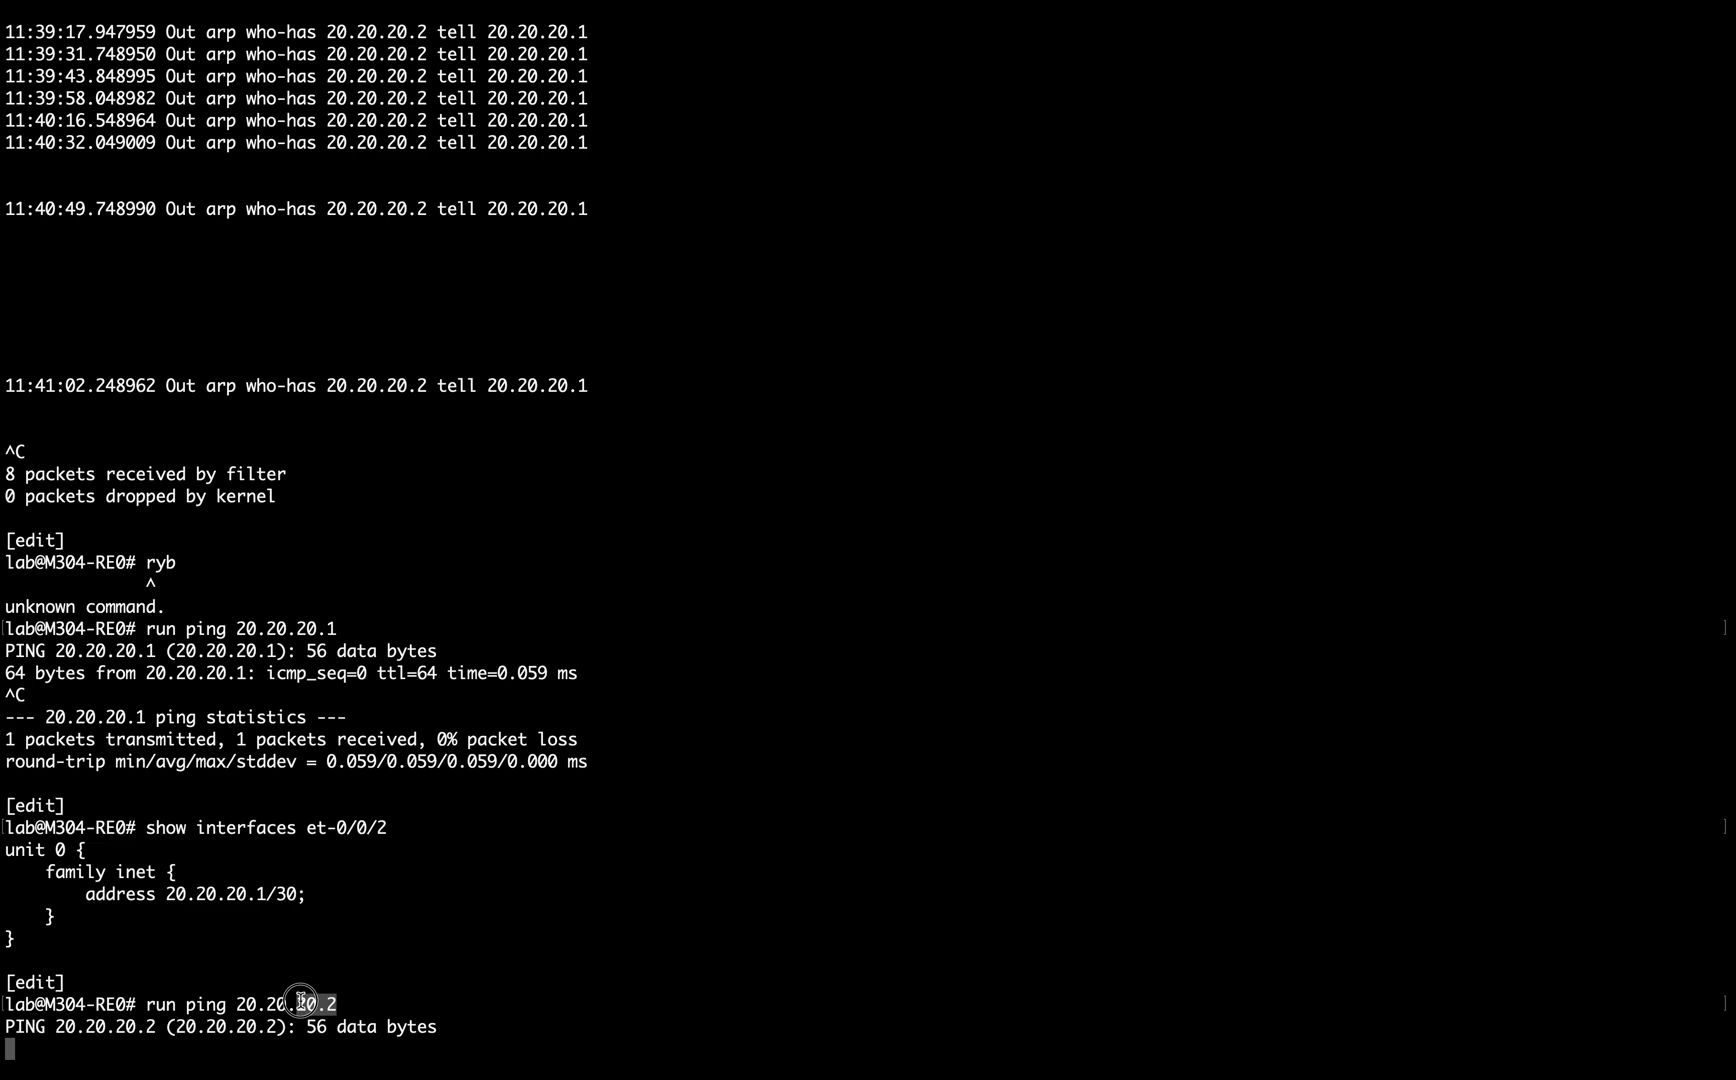 11:39:17.947959 Out arp who-has 20.20.20.2 tell 20.20.20.1
11:39:31.748950 Out arp who-has 20.20.20.2 tell 20.20.20.1
11:39:43.848995 Out arp who-has 20.20.20.2 tell 20.20.20.1
11:39:58.048982 Out arp who-has 20.20.20.2 tell 20.20.20.1
11:40:16.548964 Out arp who-has 20.20.20.2 tell 20.20.20.1
11:40:32.049009 Out arp who-has 20.20.20.2 tell 20.20.20.1
11:40:49.748990 Out arp who-has 20.20.20.2 tell 20.20.20.1
11:41:02.248962 Out arp who-has 20.20.20.2 tell 20.20.20.1
^C
8 packets received by filter
0 packets dropped by kernel
[edit]
lab@M304-RE0# ryb
^
unknown command.
[lab@M304-RE0# run ping 20.20.20.1 ]
PING 20.20.20.1 (20.20.20.1): 56 data bytes
64 bytes from 20.20.20.1: icmp_seq=0 ttl=64 time=0.059 ms
^C
--- 20.20.20.1 ping statistics ---
1 packets transmitted, 1 packets received, 0% packet loss
round-trip min/avg/max/stddev = 0.059/0.059/0.059/0.000 ms
[edit]
[lab@M304-RE0# show interfaces et-0/0/2 ]
unit 0 {
family inet {
address 20.20.20.1/30;
}
}
[edit]
[lab@M304-RE0# run ping 20.20.20.2 ]
PING 20.20.20.2 (20.20.20.2): 56 data bytes